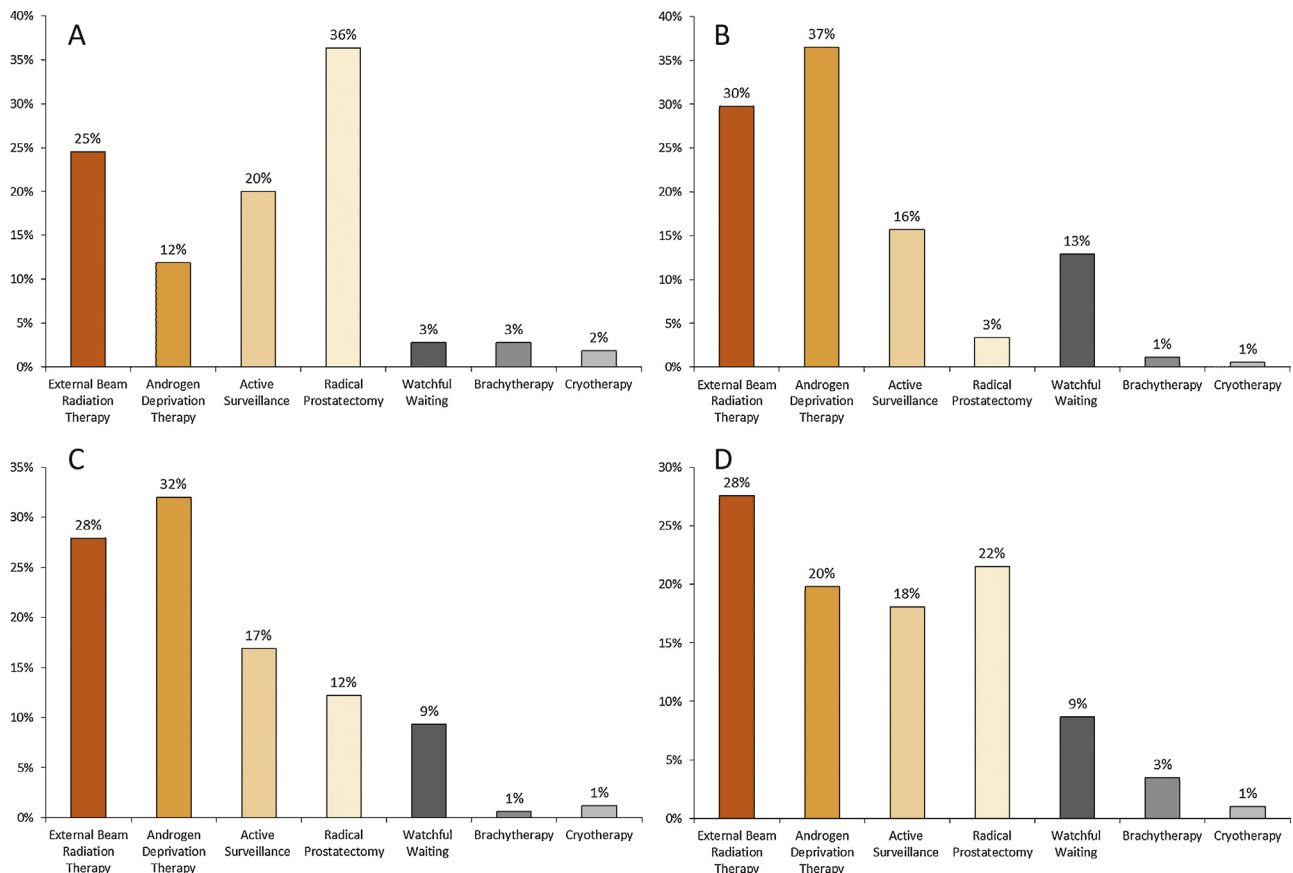 A
40%
35%
30%
25%
20%
15%
10%
5%
0%
25%
12%
20%
36%
3%
3%
2%
External Beam
Radiation
Therapy
Androgen
Deprivation
Therapy
Active
Surveillance
Radical
Prostatectomy
Watchful
Waiting
Brachytherapy
Cryotherapy
B
40%
35%
30%
25%
20%
15%
10%
5%
0%
30%
37%
16%
3%
13%
1%
1%
External Beam
Radiation
Therapy
Androgen
Deprivation
Therapy
Active
Surveillance
Radical
Prostatectomy
Watchful
Waiting
Brachytherapy
Cryotherapy
C
35%
30%
25%
20%
15%
10%
5%
0%
28%
32%
17%
12%
9%
1%
1%
External Beam
Radiation
Therapy
Androgen
Deprivation
Therapy
Active
Surveillance
Radical
Prostatectomy
Watchful
Waiting
Brachytherapy
Cryotherapy
D
30%
25%
20%
15%
10%
5%
0%
28%
20%
18%
22%
9%
3%
1%
External Beam
Radiation
Therapy
Androgen
Deprivation
Therapy
Active
Surveillance
Radical
Prostatectomy
Watchful
Waiting
Brachytherapy
Cryotherapy